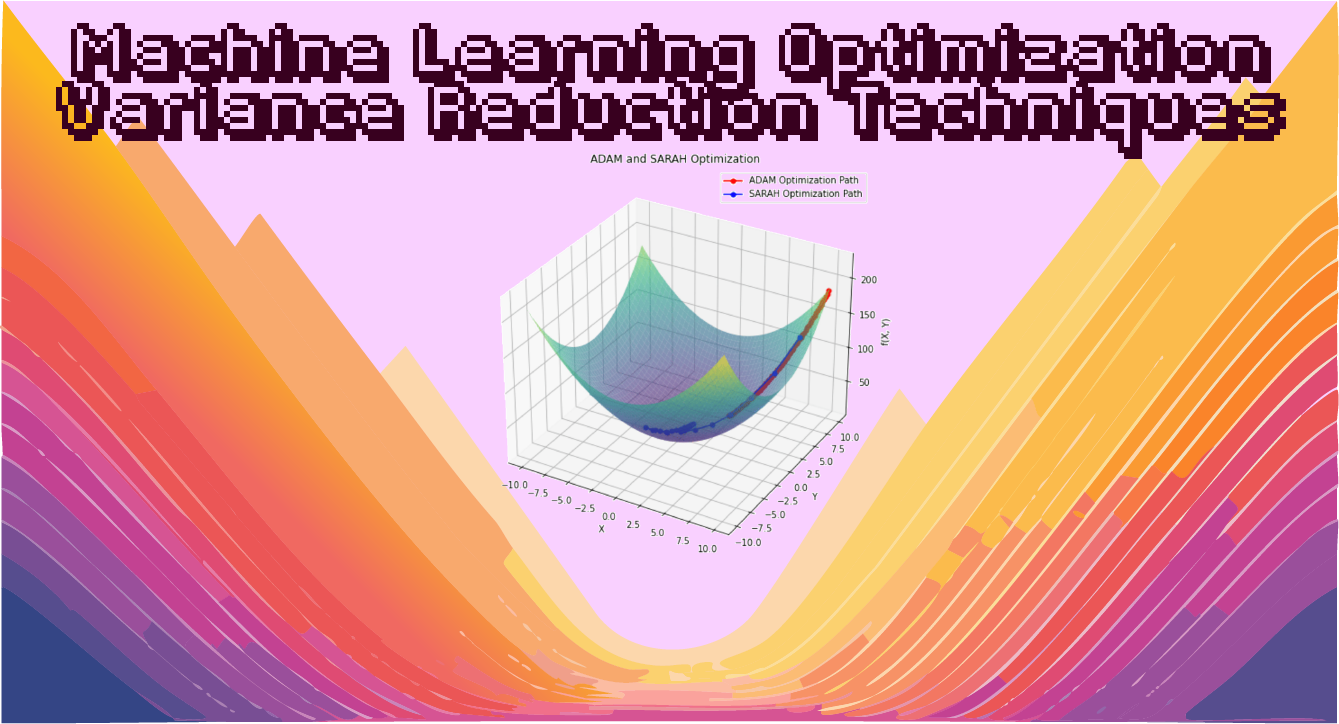 Machine Learning Optimization
Variance Reduction Techniques
ADAM and SARAH Optimization
ADAM Optimization Path
SARAH Optimization Path
200
150
100
50
f(X, Y)
10.0
7.5
5.0
2.5
0.0
−2.5
−5.0
−7.5
−10.0
Y
−10.0
−7.5
−5.0
−2.5
0.0
2.5
5.0
7.5
10.0
X